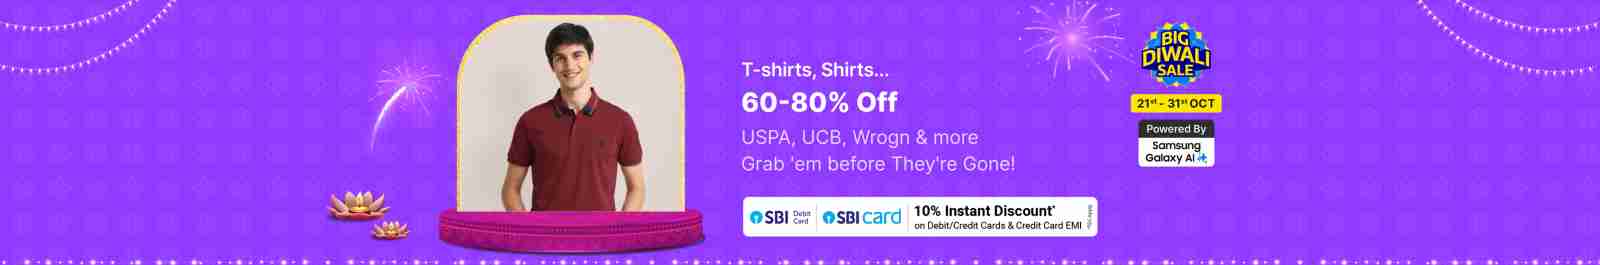 T-shirts, Shirts...
60-80% Off
USPA, UCB, Wrogn & more
Grab 'em before They're Gone!
SBI Debit Card
SBI card
10% Instant Discount*
on Debit/Credit Cards & Credit Card EMI
BIG
DIWALI
SALE
21st - 31st OCT
Powered By
Samsung
Galaxy AI